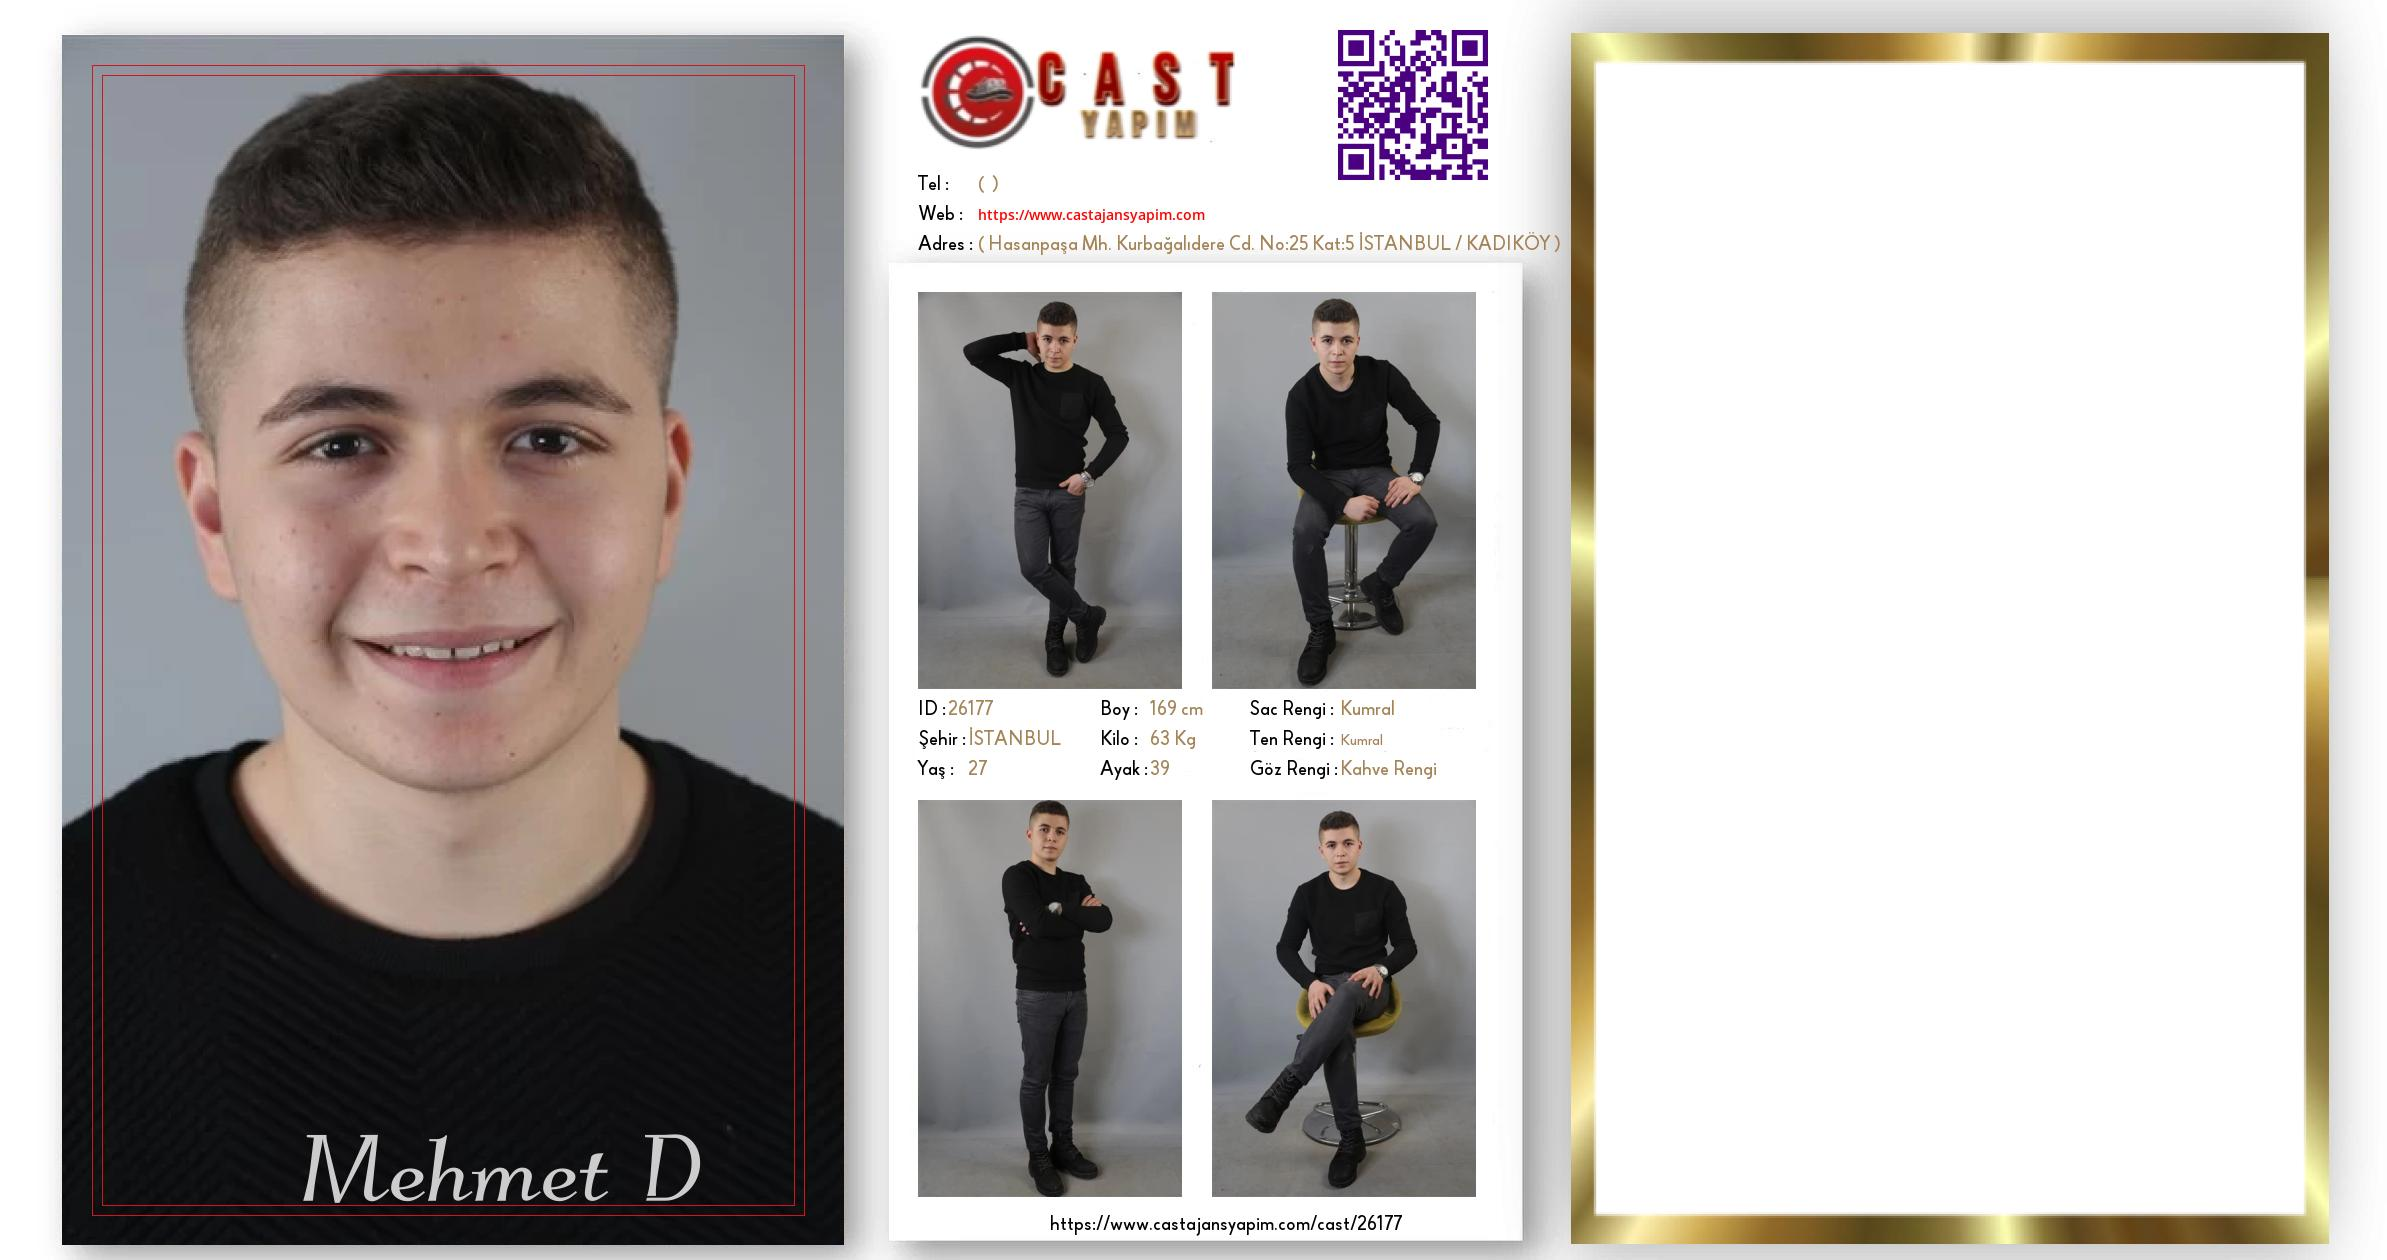 Mehmet D
CAST
YAPIM
Tel : ( )
Web : https://www.castajansyapim.com
Adres : ( Hasanpaşa Mh. Kurbağalıdere Cd. No:25 Kat:5 İSTANBUL / KADIKÖY )
ID : 26177 Boy : 169 cm Sac Rengi : Kumral
Şehir : İSTANBUL Kilo : 63 Kg Ten Rengi : Kumral
Yaş : 27 Ayak : 39 Göz Rengi : Kahve Rengi
https://www.castajansyapim.com/cast/26177